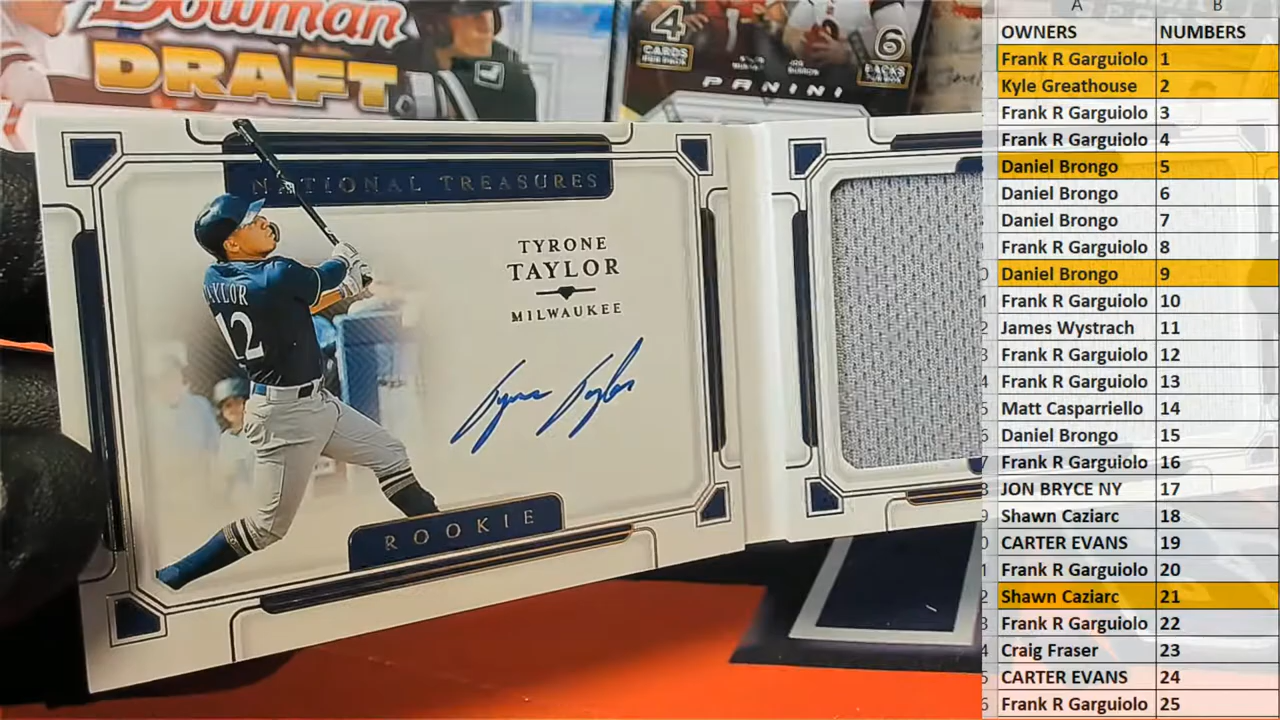 Bowman
DRAFT
4
CARDS
PER PACK
6
PACKS
PANINI
NATIONAL TREASURES
TYRONE
TAYLOR
MILWAUKEE
TAYLOR
12
Tyrone Taylor
ROOKIE
A B
OWNERS NUMBERS
Frank R Garguiolo 1
Kyle Greathouse 2
Frank R Garguiolo 3
Frank R Garguiolo 4
Daniel Brongo 5
Daniel Brongo 6
Daniel Brongo 7
Frank R Garguiolo 8
Daniel Brongo 9
Frank R Garguiolo 10
James Wystrach 11
Frank R Garguiolo 12
Frank R Garguiolo 13
Matt Casparriello 14
Daniel Brongo 15
Frank R Garguiolo 16
JON BRYCE NY 17
Shawn Caziarc 18
CARTER EVANS 19
Frank R Garguiolo 20
Shawn Caziarc 21
Frank R Garguiolo 22
Craig Fraser 23
CARTER EVANS 24
Frank R Garguiolo 25